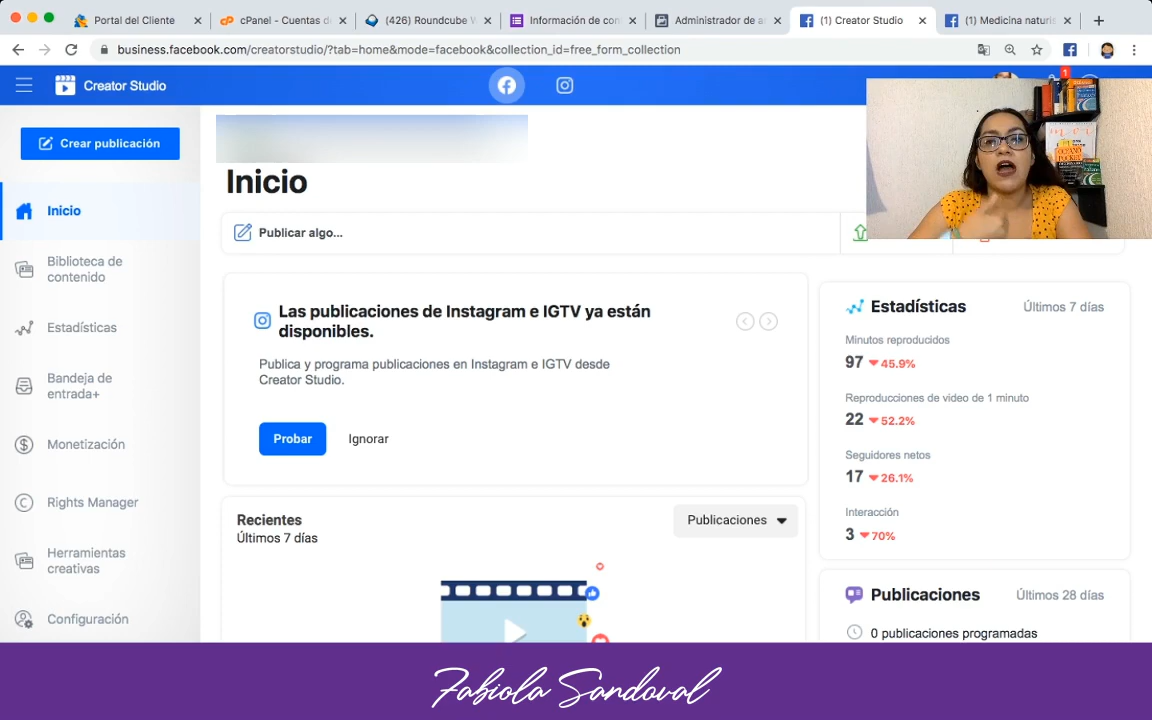 Portal del Cliente
cPanel - Cuentas d
(426) Roundcube W
Información de con
Administrador de a
(1) Creator Studio
(1) Medicina naturis
business.facebook.com/creatorstudio/?tab=home&mode=facebook&collection_id=free_form_collection
Creator Studio
1
Crear publicación
Inicio
Biblioteca de
contenido
Estadísticas
Bandeja de
entrada+
Monetización
Rights Manager
Herramientas
creativas
Configuración
Inicio
Publicar algo...
Las publicaciones de Instagram e IGTV ya están
disponibles.
Publica y programa publicaciones en Instagram e IGTV desde
Creator Studio.
Probar
Ignorar
Recientes
Últimos 7 días
Publicaciones
Estadísticas
Últimos 7 días
Minutos reproducidos
97 45.9%
Reproducciones de video de 1 minuto
22 52.2%
Seguidores netos
17 26.1%
Interacción
3 70%
Publicaciones
Últimos 28 días
0 publicaciones programadas
Fabiola Sandoval